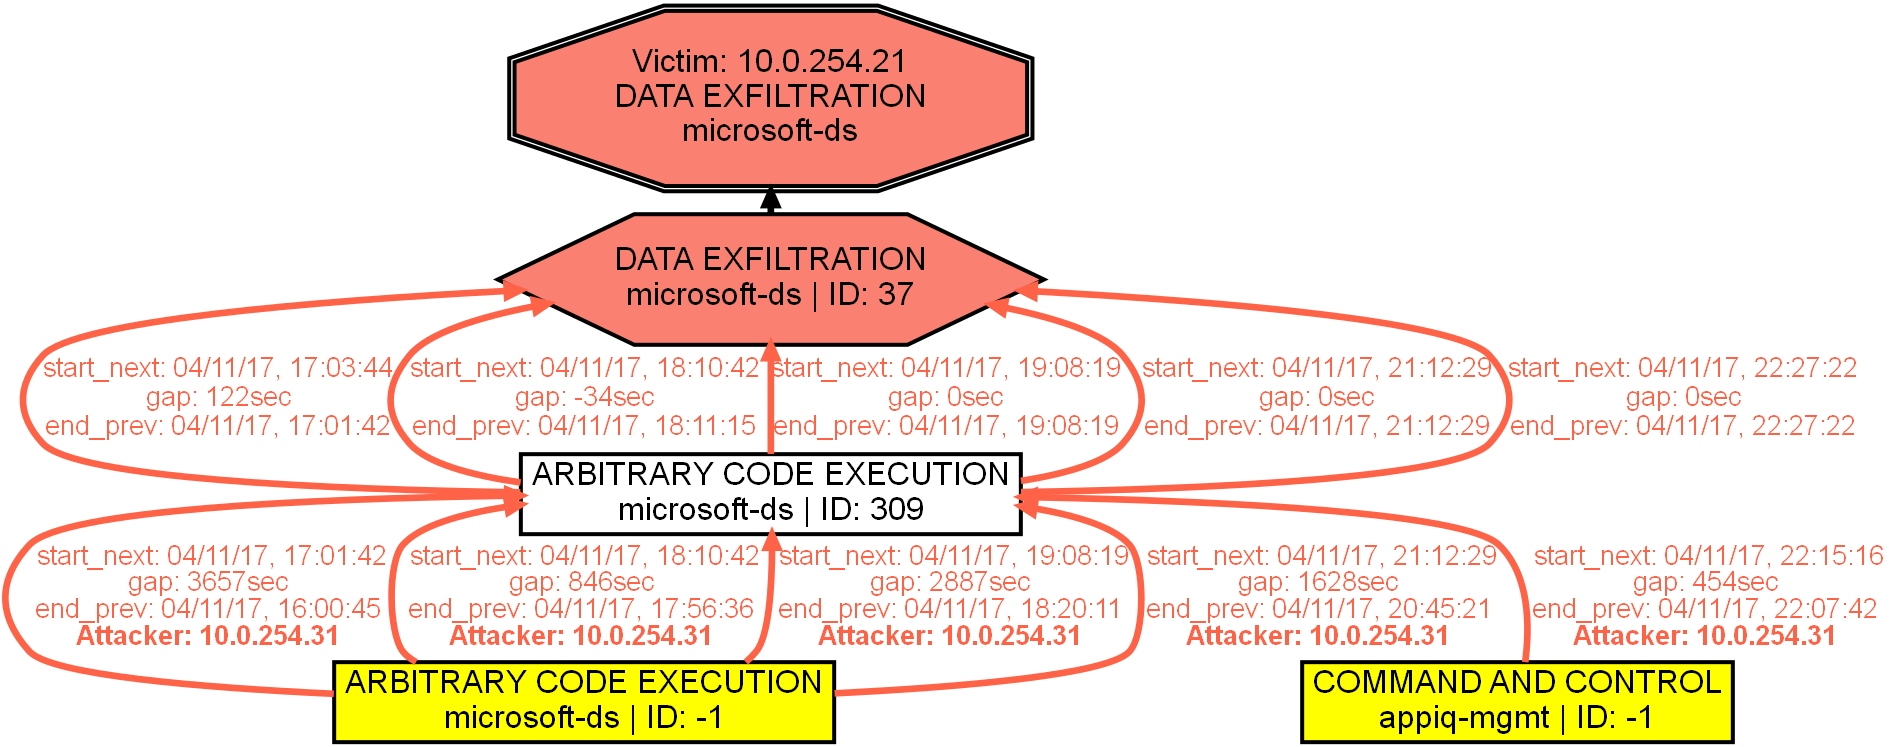 Victim: 10.0.254.21
DATA EXFILTRATION
microsoft-ds
DATA EXFILTRATION
microsoft-ds | ID: 37
start_next: 04/11/17, 17:03:44
gap: 122sec
end_prev: 04/11/17, 17:01:42
start_next: 04/11/17, 18:10:42
gap: -34sec
end_prev: 04/11/17, 18:11:15
start_next: 04/11/17, 19:08:19
gap: 0sec
end_prev: 04/11/17, 19:08:19
start_next: 04/11/17, 21:12:29
gap: 0sec
end_prev: 04/11/17, 21:12:29
start_next: 04/11/17, 22:27:22
gap: 0sec
end_prev: 04/11/17, 22:27:22
ARBITRARY CODE EXECUTION
microsoft-ds | ID: 309
start_next: 04/11/17, 17:01:42
gap: 3657sec
end_prev: 04/11/17, 16:00:45
Attacker: 10.0.254.31
start_next: 04/11/17, 18:10:42
gap: 846sec
end_prev: 04/11/17, 17:56:36
Attacker: 10.0.254.31
start_next: 04/11/17, 19:08:19
gap: 2887sec
end_prev: 04/11/17, 18:20:11
Attacker: 10.0.254.31
start_next: 04/11/17, 21:12:29
gap: 1628sec
end_prev: 04/11/17, 20:45:21
Attacker: 10.0.254.31
start_next: 04/11/17, 22:15:16
gap: 454sec
end_prev: 04/11/17, 22:07:42
Attacker: 10.0.254.31
ARBITRARY CODE EXECUTION
microsoft-ds | ID: -1
COMMAND AND CONTROL
appiq-mgmt | ID: -1